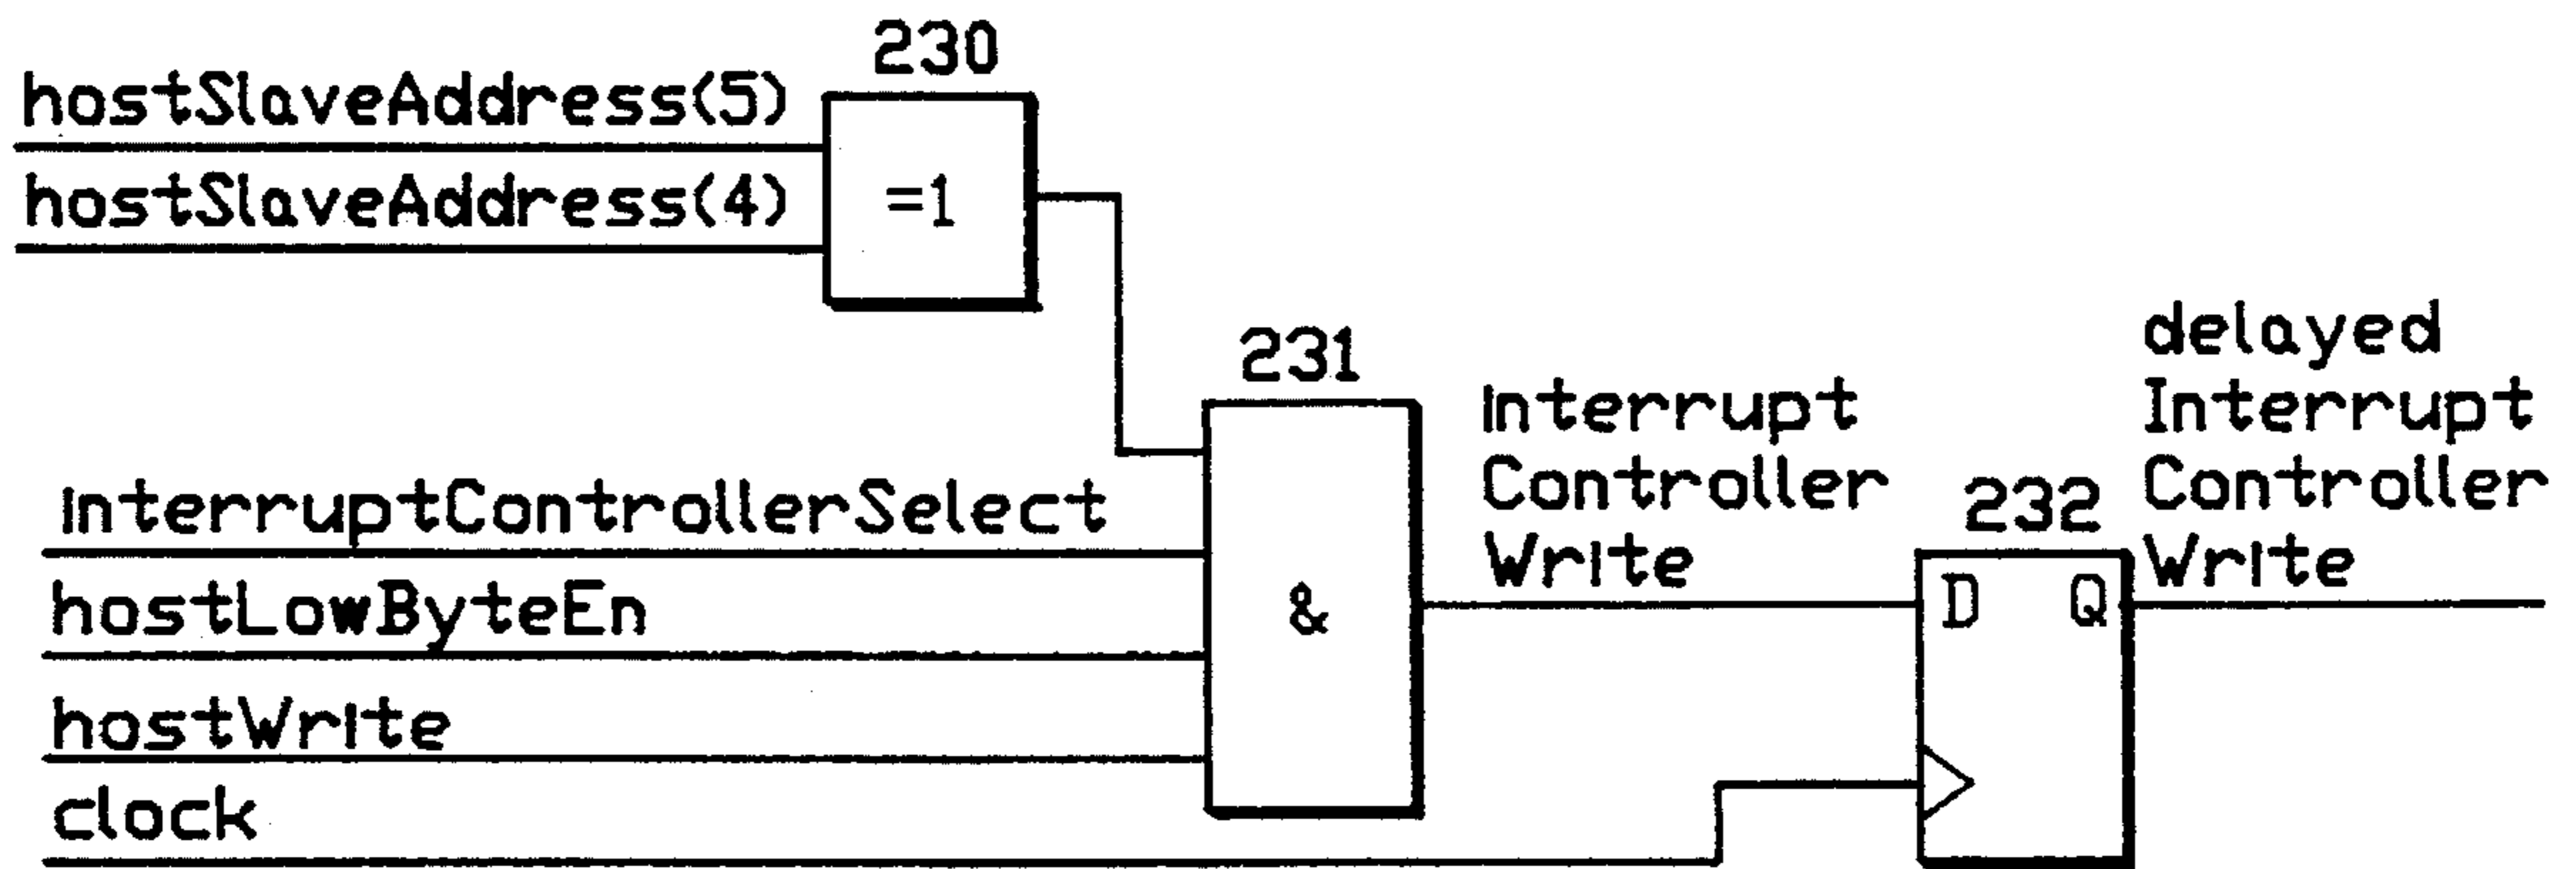 230
hostSlaveAddress(5)
hostSlaveAddress(4)
=1
231
interruptControllerSelect
hostLowByteEn
hostWrite
clock
&
interrupt
Controller
Write
232
D Q
delayed
Interrupt
Controller
Write